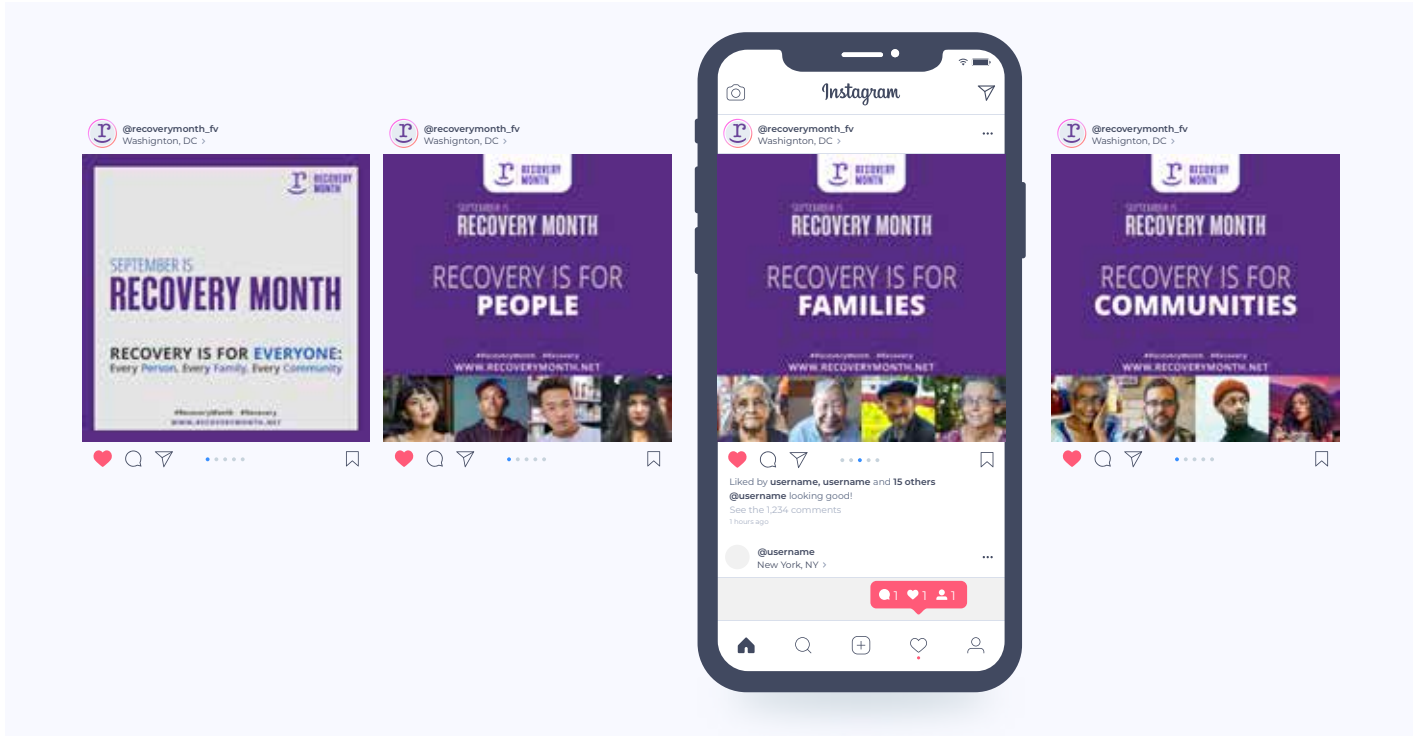 @recoverymonth_fv
Washignton, DC >
RECOVERY
MONTH
SEPTEMBER IS
RECOVERY MONTH
RECOVERY IS FOR EVERYONE:
Every Person. Every Family. Every Community
#RecoveryMonth #Recovery
WWW.RECOVERYMONTH.NET
@recoverymonth_fv
Washignton, DC >
RECOVERY
MONTH
SEPTEMBER IS
RECOVERY MONTH
RECOVERY IS FOR
PEOPLE
#RecoveryMonth #Recovery
WWW.RECOVERYMONTH.NET
Instagram
@recoverymonth_fv
Washignton, DC >
RECOVERY
MONTH
SEPTEMBER IS
RECOVERY MONTH
RECOVERY IS FOR
FAMILIES
#RecoveryMonth #Recovery
WWW.RECOVERYMONTH.NET
Liked by username, username and 15 others
@username looking good!
See the 1,234 comments
1 hours ago
@username
New York, NY >
1 1 1
@recoverymonth_fv
Washignton, DC >
RECOVERY
MONTH
SEPTEMBER IS
RECOVERY MONTH
RECOVERY IS FOR
COMMUNITIES
#RecoveryMonth #Recovery
WWW.RECOVERYMONTH.NET